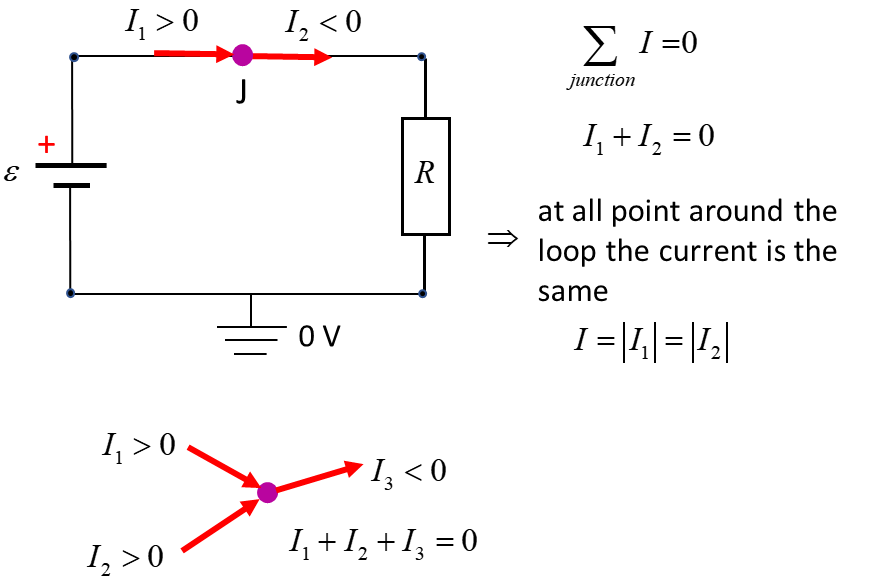 I₁ > 0
I₂ < 0
J
+
ε
R
0 V
∑ I =0
junction
I₁ + I₂ = 0
⇒ at all point around the
loop the current is the
same
I = |I₁| = |I₂|
I₁ > 0
I₃ < 0
I₂ > 0
I₁ + I₂ + I₃ = 0